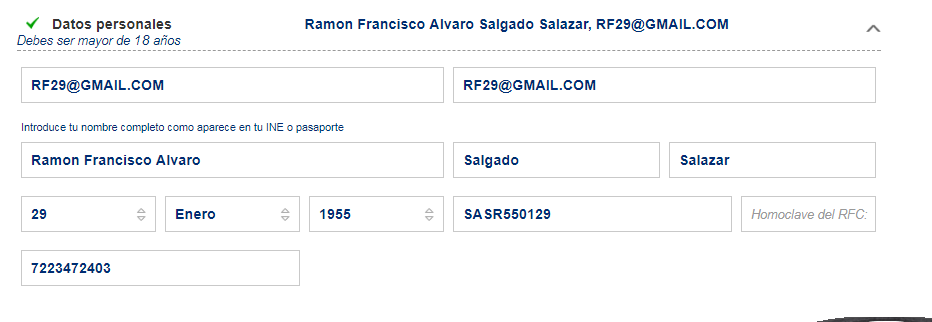 Datos personales Ramon Francisco Alvaro Salgado Salazar, RF29@GMAIL.COM
Debes ser mayor de 18 años
RF29@GMAIL.COM RF29@GMAIL.COM
Introduce tu nombre completo como aparece en tu INE o pasaporte
Ramon Francisco Alvaro Salgado Salazar
29 Enero 1955 SASR550129 Homoclave del RFC:
7223472403